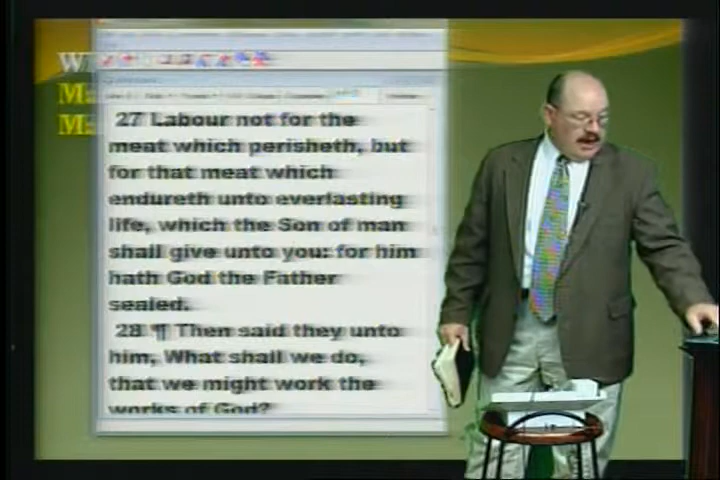 27 Labour not for the
meat which perisheth, but
for that meat which
endureth unto everlasting
life, which the Son of man
shall give unto you: for him
hath God the Father
sealed.
28 ¶ Then said they unto
him, What shall we do,
that we might work the
works of God?